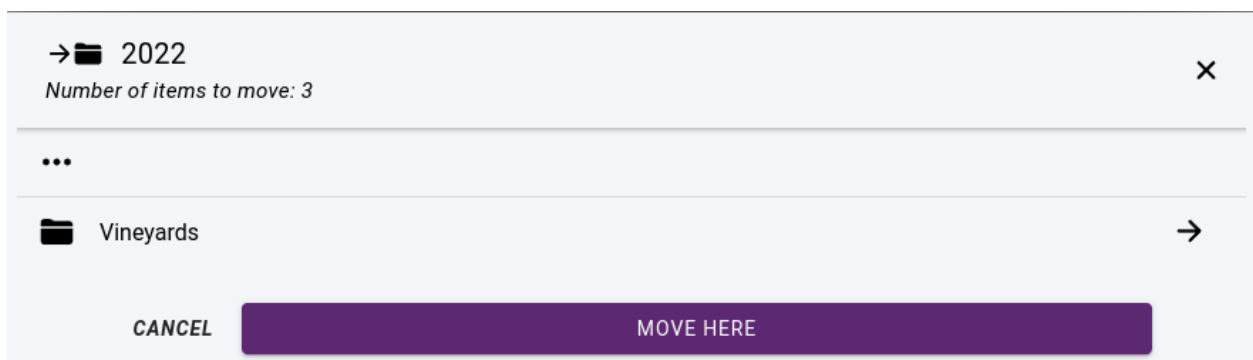 2022
Number of items to move: 3
Vineyards
CANCEL
MOVE HERE